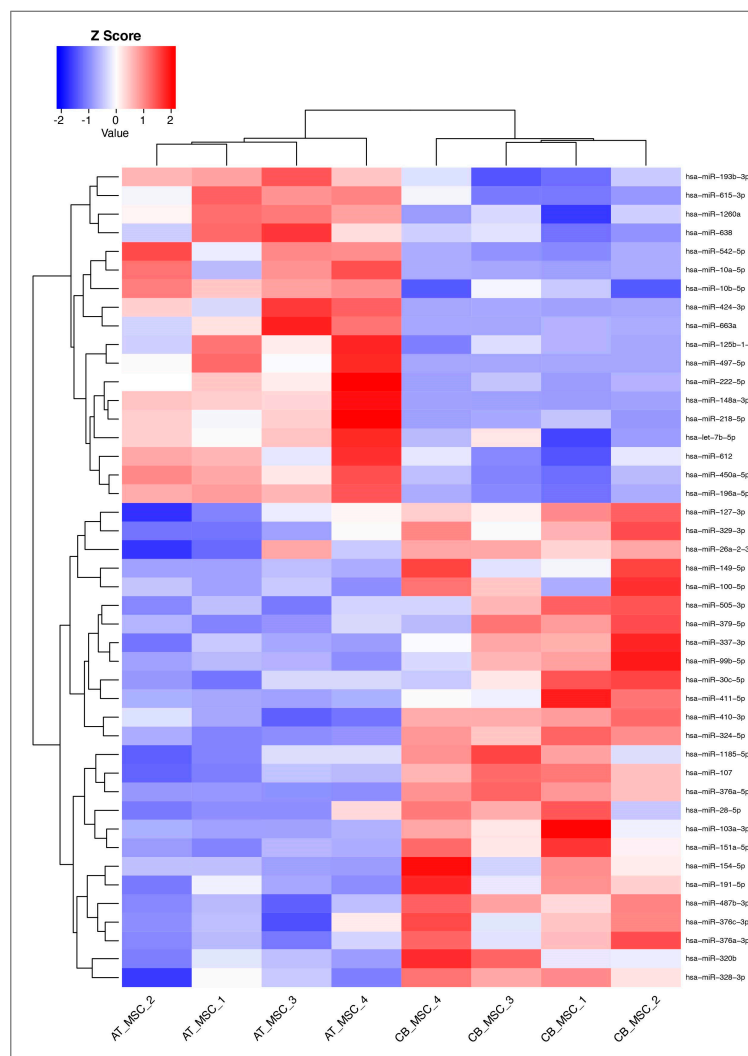 Z Score
-2 -1 0 1 2
Value
hsa-miR-193b-3p
hsa-miR-615-3p
hsa-miR-1260a
hsa-miR-638
hsa-miR-542-5p
hsa-miR-10a-5p
hsa-miR-10b-5p
hsa-miR-424-3p
hsa-miR-663a
hsa-miR-125b-1-
hsa-miR-497-5p
hsa-miR-222-5p
hsa-miR-148a-3p
hsa-miR-218-5p
hsa-let-7b-5p
hsa-miR-612
hsa-miR-450a-5p
hsa-miR-196a-5p
hsa-miR-127-3p
hsa-miR-329-3p
hsa-miR-26a-2-3
hsa-miR-149-5p
hsa-miR-100-5p
hsa-miR-505-3p
hsa-miR-379-5p
hsa-miR-337-3p
hsa-miR-99b-5p
hsa-miR-30c-5p
hsa-miR-411-5p
hsa-miR-410-3p
hsa-miR-324-5p
hsa-miR-1185-5p
hsa-miR-107
hsa-miR-376a-5p
hsa-miR-28-5p
hsa-miR-103a-3p
hsa-miR-151a-5p
hsa-miR-154-5p
hsa-miR-191-5p
hsa-miR-487b-3p
hsa-miR-376c-3p
hsa-miR-376a-3p
hsa-miR-320b
hsa-miR-328-3p
AT_MSC_2 AT_MSC_1 AT_MSC_3 AT_MSC_4 CB_MSC_4 CB_MSC_3 CB_MSC_1 CB_MSC_2